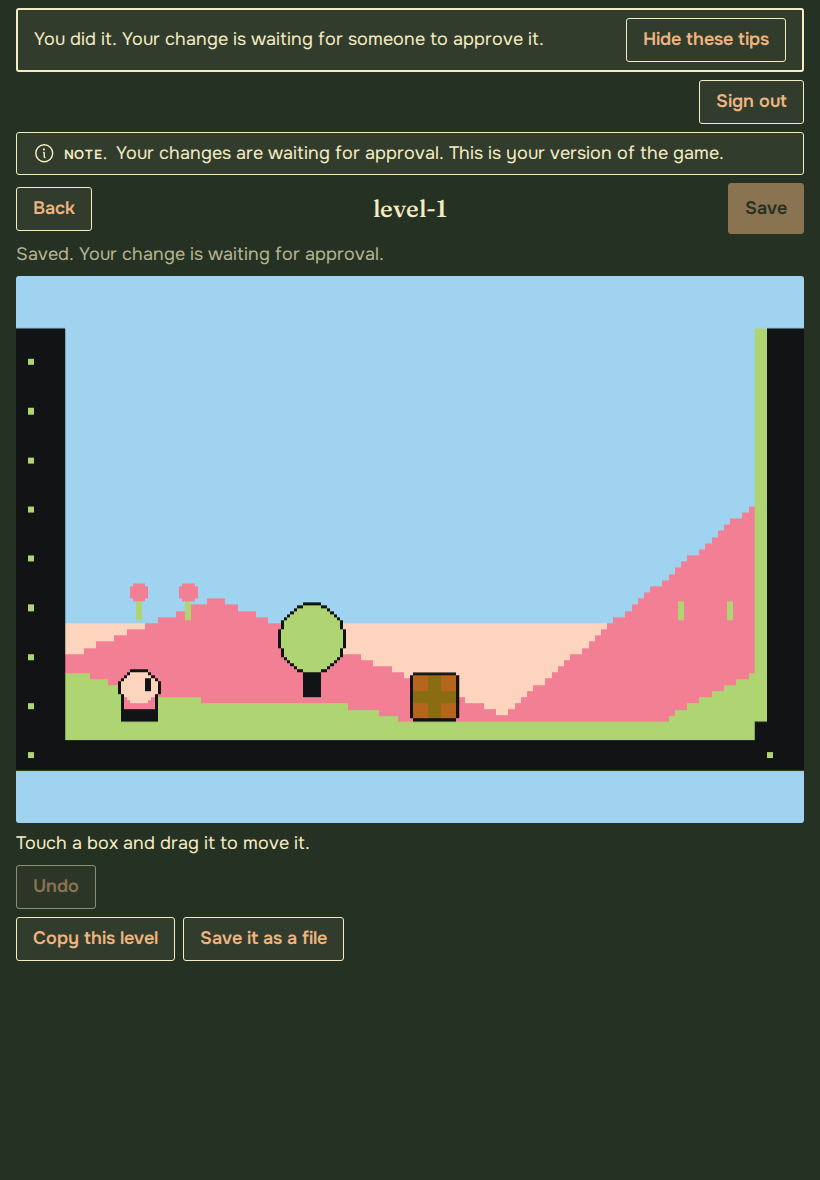 You did it. Your change is waiting for someone to approve it.
Hide these tips
Sign out
NOTE. Your changes are waiting for approval. This is your version of the game.
Back
level-1
Save
Saved. Your change is waiting for approval.
Touch a box and drag it to move it.
Undo
Copy this level
Save it as a file